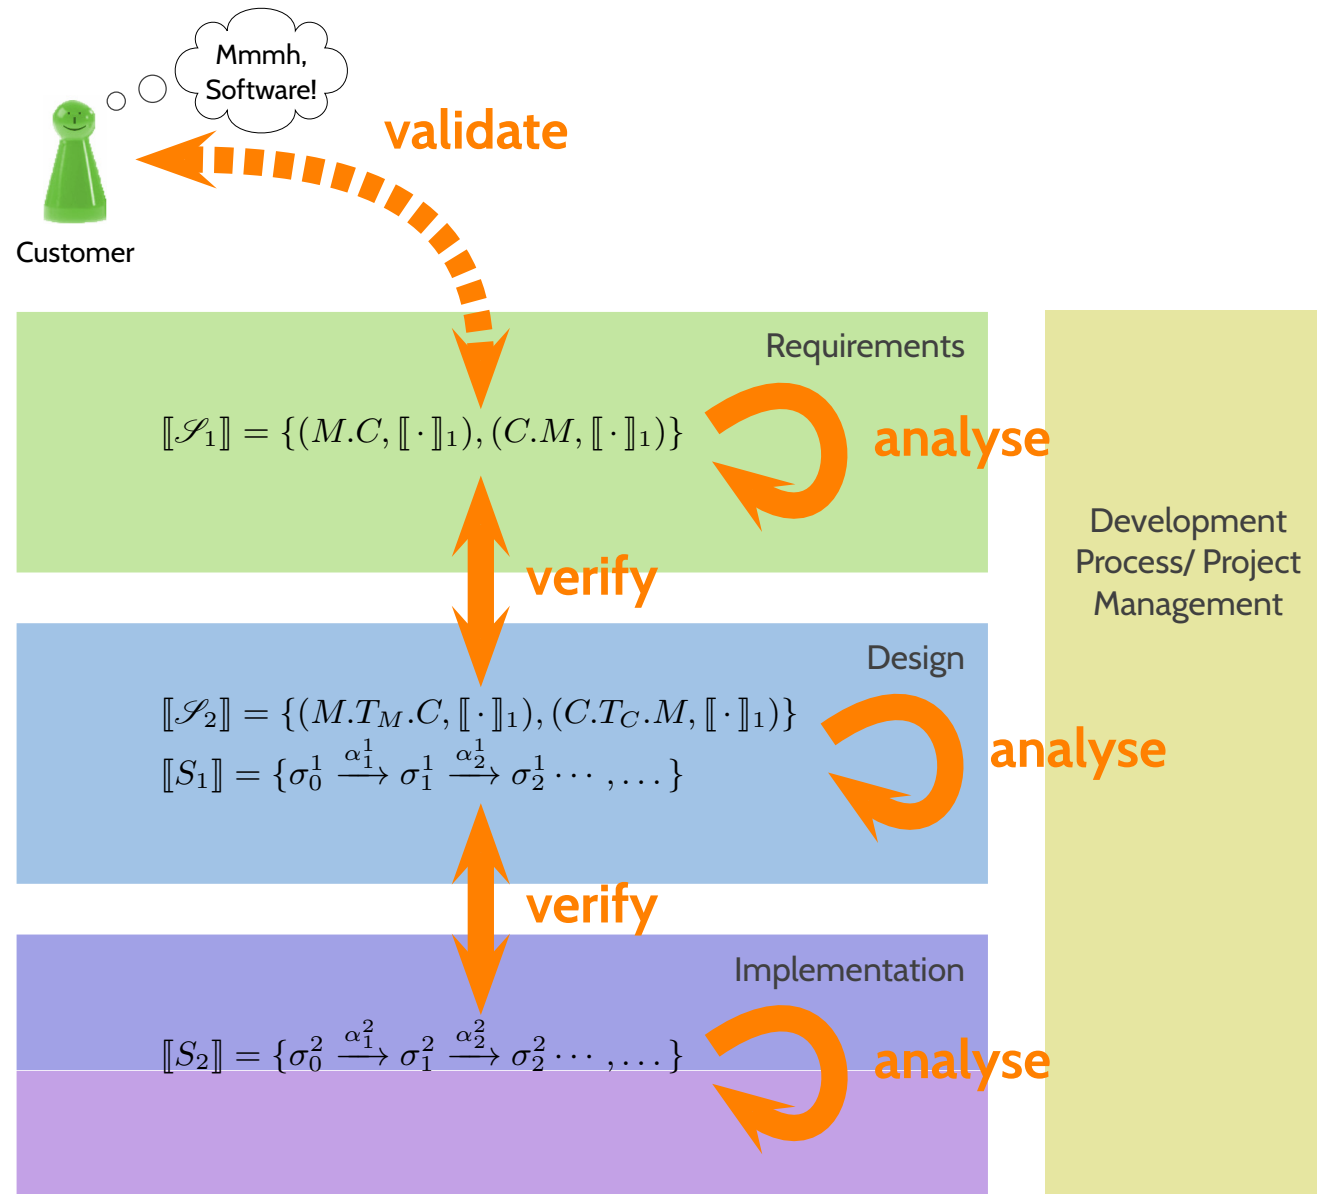 Mmmh,
Software!
validate
Customer
Requirements
⟦𝒮₁⟧ = {(M.C, ⟦ · ⟧₁), (C.M, ⟦ · ⟧₁)}
analyse
Development
Process/ Project
Management
verify
Design
⟦𝒮₂⟧ = {(M.T_M.C, ⟦ · ⟧₁), (C.T_C.M, ⟦ · ⟧₁)}
analyse
⟦S₁⟧ = {σ₀¹ —α₁¹→ σ₁¹ —α₂¹→ σ₂¹ ⋯ , . . . }
verify
Implementation
⟦S₂⟧ = {σ₀² —α₁²→ σ₁² —α₂²→ σ₂² ⋯ , . . . }
analyse